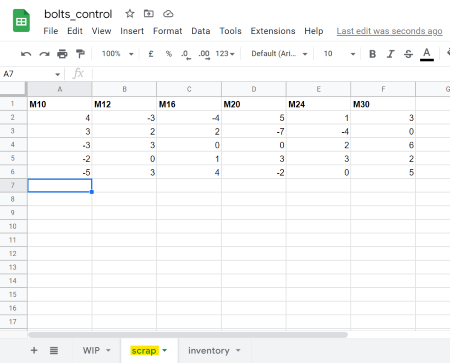 bolts_control
File Edit View Insert Format Data Tools Extensions Help Last edit was seconds ago
100% £ % .0 .00 123 Default (Ari... 10 B I S A
A7 fx
A B C D E F G
1 M10 M12 M16 M20 M24 M30
2 4 -3 -4 5 1 3
3 3 2 2 -7 -4 0
4 -3 3 0 0 2 6
5 -2 0 1 3 3 2
6 -5 3 4 -2 0 5
7
8
9
10
11
12
13
14
15
16
17
+ WIP scrap inventory